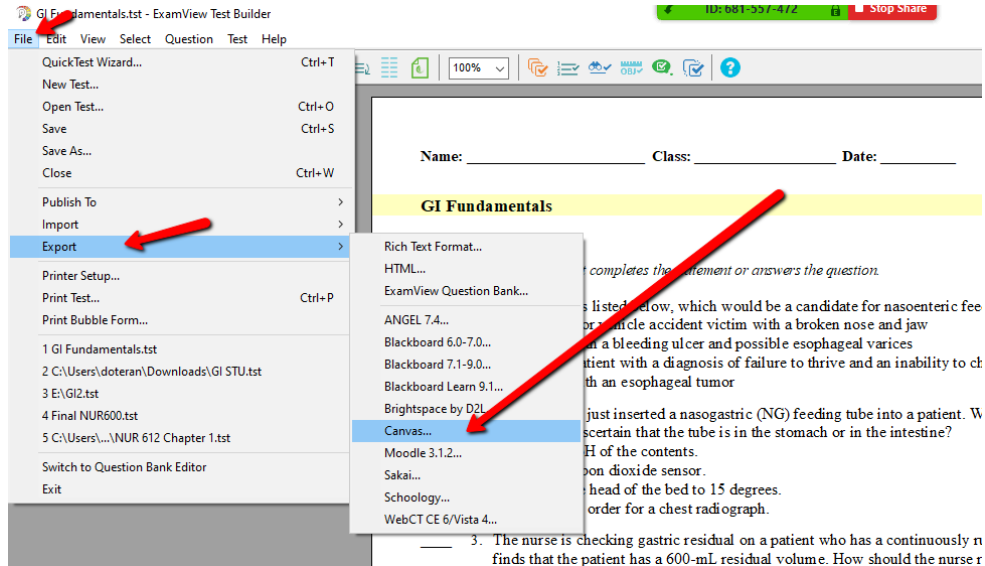 GI Fundamentals.tst - ExamView Test Builder
ID: 681-557-472
Stop Share
File Edit View Select Question Test Help
QuickTest Wizard... Ctrl+T
New Test...
Open Test... Ctrl+O
Save Ctrl+S
Save As...
Close Ctrl+W
Publish To
Import
Export
Printer Setup...
Print Test... Ctrl+P
Print Bubble Form...
1 GI Fundamentals.tst
2 C:\Users\doteran\Downloads\GI STU.tst
3 E:\GI2.tst
4 Final NUR600.tst
5 C:\Users\...\NUR 612 Chapter 1.tst
Switch to Question Bank Editor
Exit
Rich Text Format...
HTML...
ExamView Question Bank...
ANGEL 7.4...
Blackboard 6.0-7.0...
Blackboard 7.1-9.0...
Blackboard Learn 9.1...
Brightspace by D2L
Canvas...
Moodle 3.1.2...
Sakai...
Schoology...
WebCT CE 6/Vista 4...
100%
OBJ
Name: Class: Date:
GI Fundamentals
completes the statement or answers the question.
listed below, which would be a candidate for nasoenteric fee
vehicle accident victim with a broken nose and jaw
a bleeding ulcer and possible esophageal varices
with a diagnosis of failure to thrive and an inability to ch
an esophageal tumor
just inserted a nasogastric (NG) feeding tube into a patient. W
ascertain that the tube is in the stomach or in the intestine?
of the contents.
dioxide sensor.
head of the bed to 15 degrees.
order for a chest radiograph.
3. The nurse is checking gastric residual on a patient who has a continuously ru
finds that the patient has a 600-mL residual volume. How should the nurse r